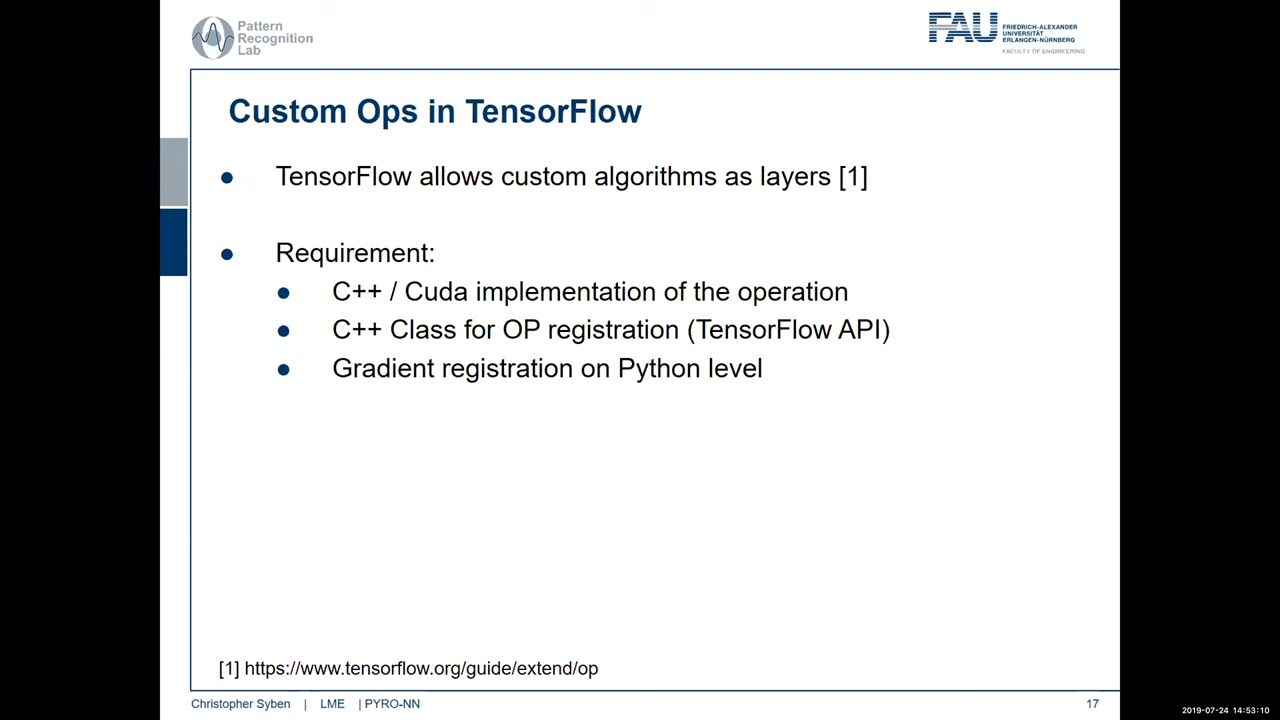 Pattern
Recognition
Lab
FAU
FRIEDRICH-ALEXANDER
UNIVERSITÄT
ERLANGEN-NÜRNBERG
FACULTY OF ENGINEERING
Custom Ops in TensorFlow
● TensorFlow allows custom algorithms as layers [1]
● Requirement:
● C++ / Cuda implementation of the operation
● C++ Class for OP registration (TensorFlow API)
● Gradient registration on Python level
[1] https://www.tensorflow.org/guide/extend/op
Christopher Syben | LME | PYRO-NN 17
2019-07-24 14:53:10